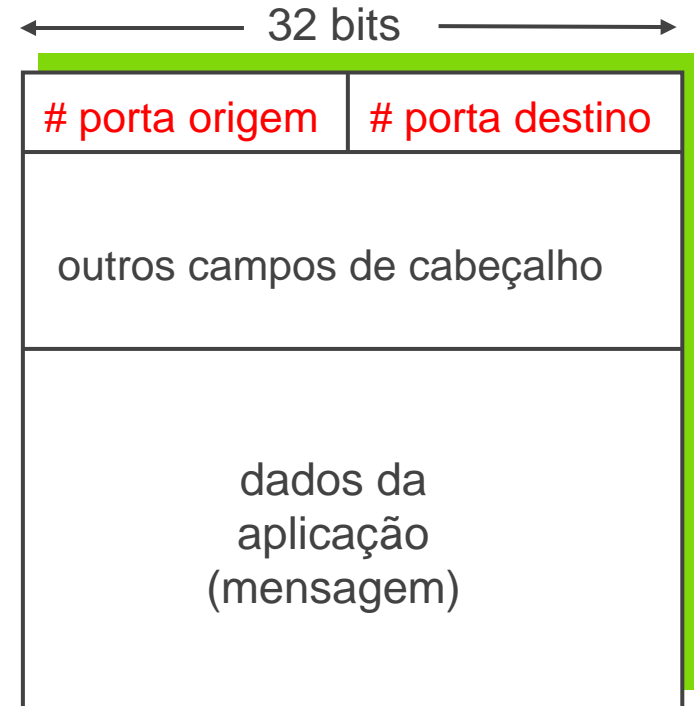 32 bits
# porta origem # porta destino
outros campos de cabeçalho
dados da
aplicação
(mensagem)